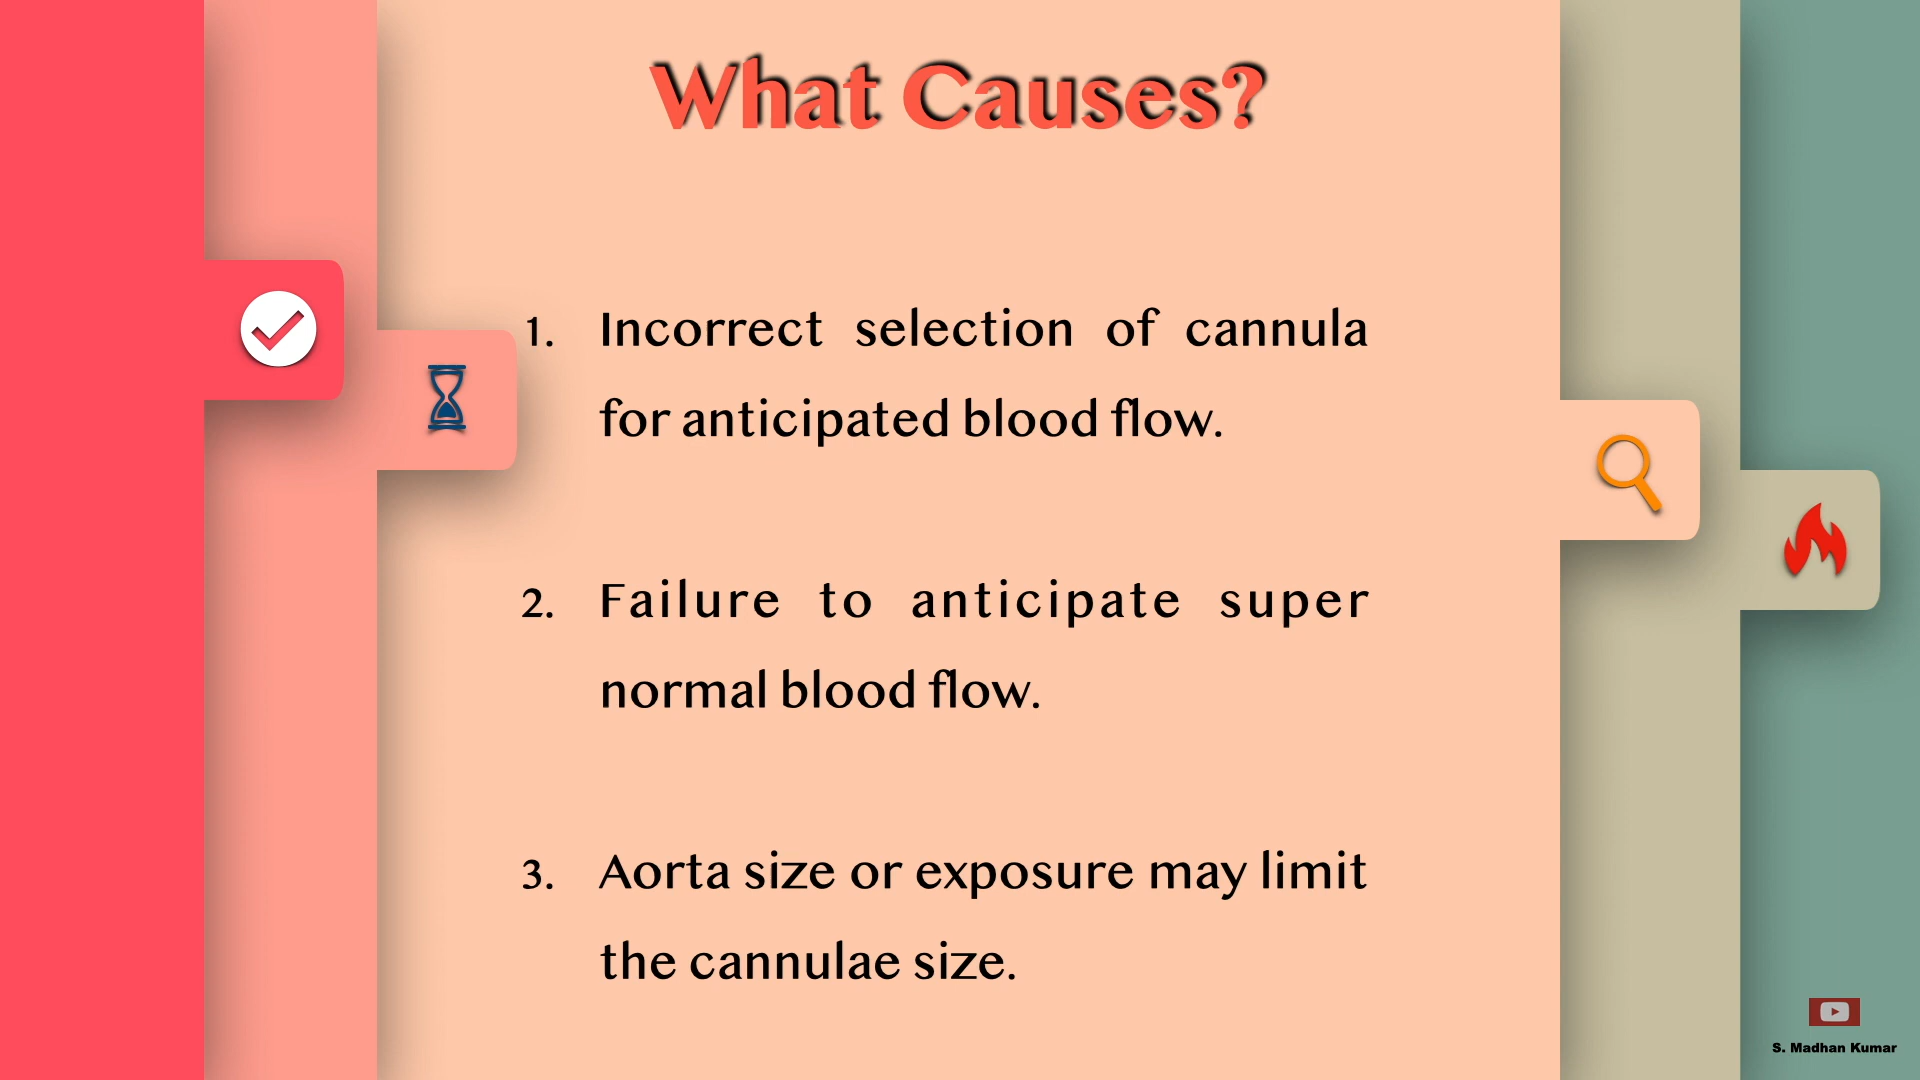 What Causes?
1. Incorrect selection of cannula
for anticipated blood flow.
2. Failure to anticipate super
normal blood flow.
3. Aorta size or exposure may limit
the cannulae size.
S. Madhan Kumar